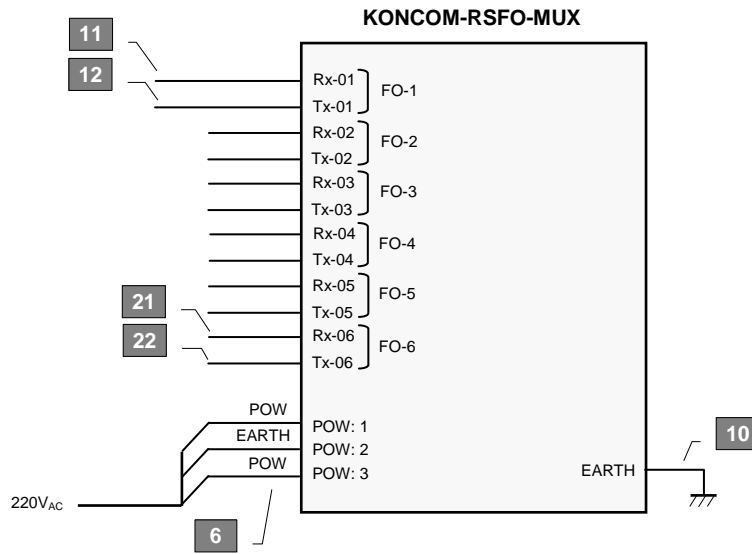 KONCOM-RSFO-MUX
11
12
Rx-01
Tx-01
FO-1
Rx-02
Tx-02
FO-2
Rx-03
Tx-03
FO-3
Rx-04
Tx-04
FO-4
21
22
Rx-05
Tx-05
FO-5
Rx-06
Tx-06
FO-6
POW
POW: 1
EARTH
POW: 2
POW
POW: 3
10
EARTH
220VAC
6